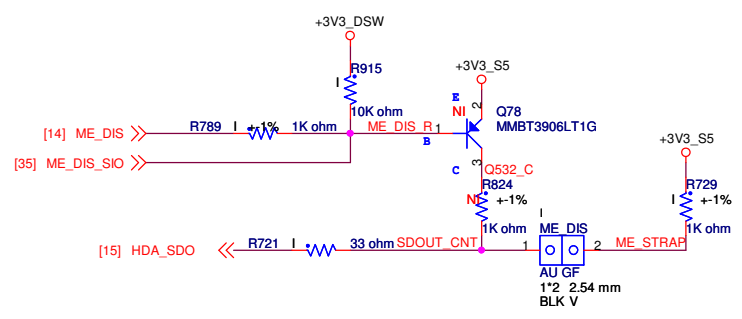 +3V3_DSW
+3V3_S5
R915
I
10K ohm
E
NI
2
Q78
MMBT3906LT1G
[14] ME_DIS
R789 I +-1% 1K ohm
ME_DIS_R 1
B
+3V3_S5
[35] ME_DIS_SIO
C
3
Q532_C
R824
NI +-1%
1K ohm
R729
I +-1%
1K ohm
I
ME_DIS
[15] HDA_SDO
R721 I 33 ohm
SDOUT_CNT
1
2
ME_STRAP
AU GF
1*2 2.54 mm
BLK V